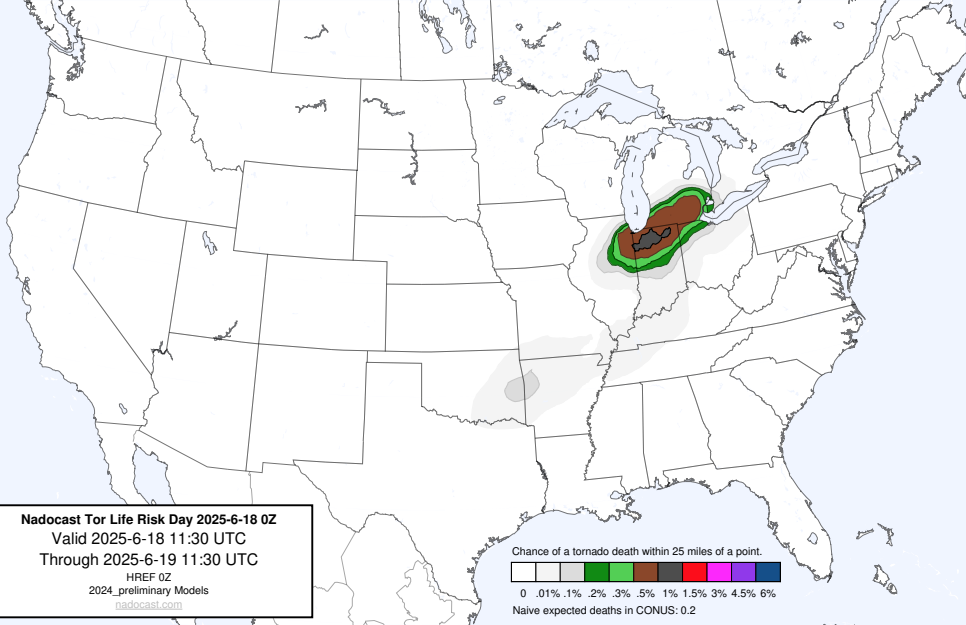 Nadocast Tor Life Risk Day 2025-6-18 0Z
Valid 2025-6-18 11:30 UTC
Through 2025-6-19 11:30 UTC
HREF 0Z
2024_preliminary Models
nadocast.com
Chance of a tornado death within 25 miles of a point.
0 .01% .1% .2% .3% .5% 1% 1.5% 3% 4.5% 6%
Naive expected deaths in CONUS: 0.2